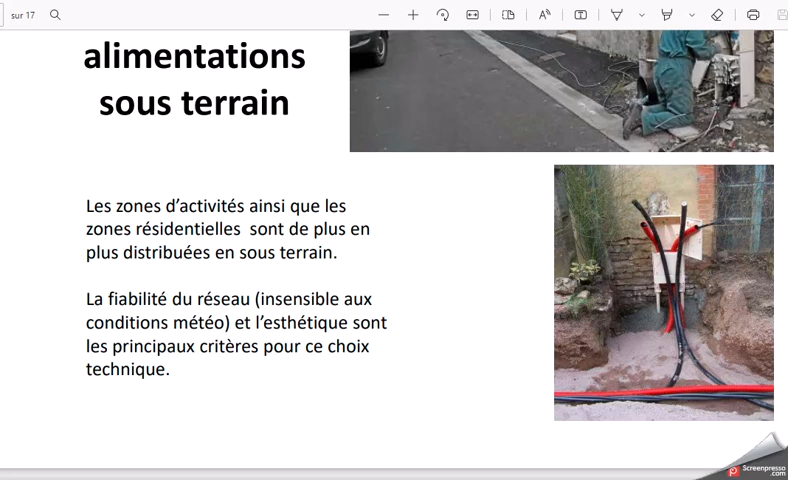 sur 17
alimentations
sous terrain
Les zones d’activités ainsi que les
zones résidentielles  sont de plus en
plus distribuées en sous terrain.
La fiabilité du réseau (insensible aux
conditions météo) et l’esthétique sont
les principaux critères pour ce choix
technique.
Screenpresso
.com